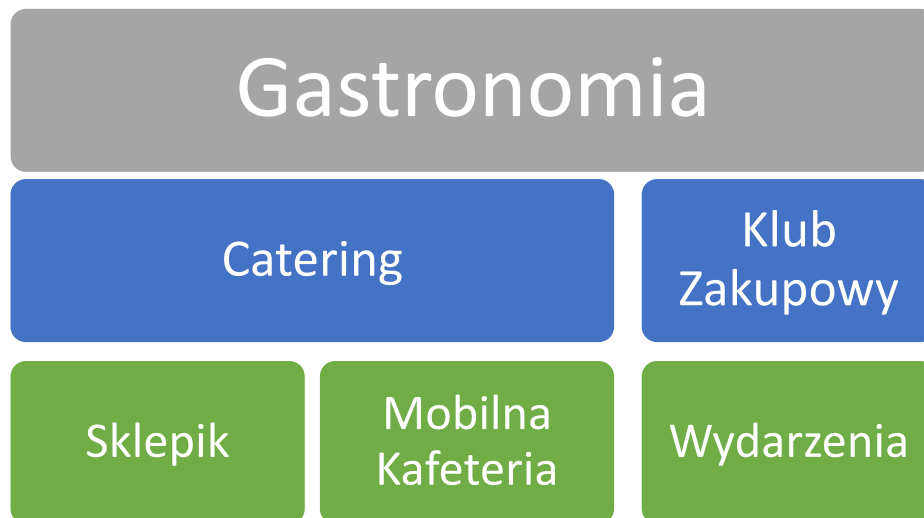 Gastronomia
Catering
Klub
Zakupowy
Sklepik
Mobilna
Kafeteria
Wydarzenia